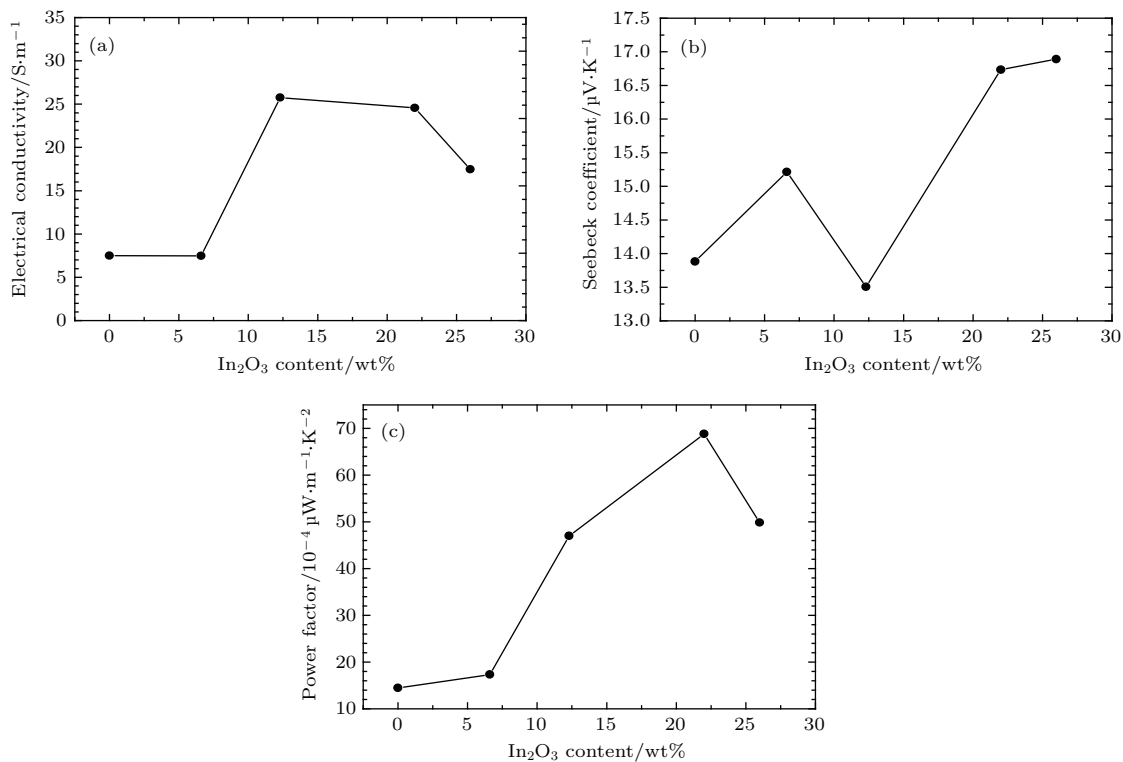 (a)
Electrical conductivity/S·m⁻¹
35
30
25
20
15
10
5
0
0 5 10 15 20 25 30
In₂O₃ content/wt%
(b)
Seebeck coefficient/µV·K⁻¹
17.5
17.0
16.5
16.0
15.5
15.0
14.5
14.0
13.5
13.0
0 5 10 15 20 25 30
In₂O₃ content/wt%
(c)
Power factor/10⁻⁴ µW·m⁻¹·K⁻²
70
60
50
40
30
20
10
0 5 10 15 20 25 30
In₂O₃ content/wt%